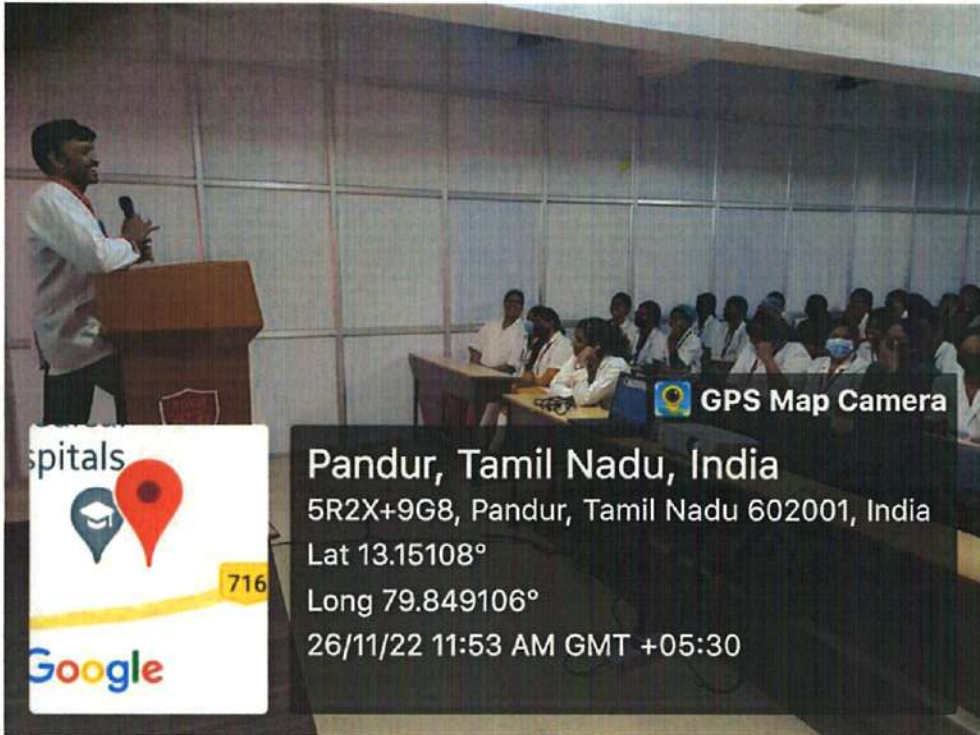 GPS Map Camera
spitals
716
Google
Pandur, Tamil Nadu, India
5R2X+9G8, Pandur, Tamil Nadu 602001, India
Lat 13.15108°
Long 79.849106°
26/11/22 11:53 AM GMT +05:30